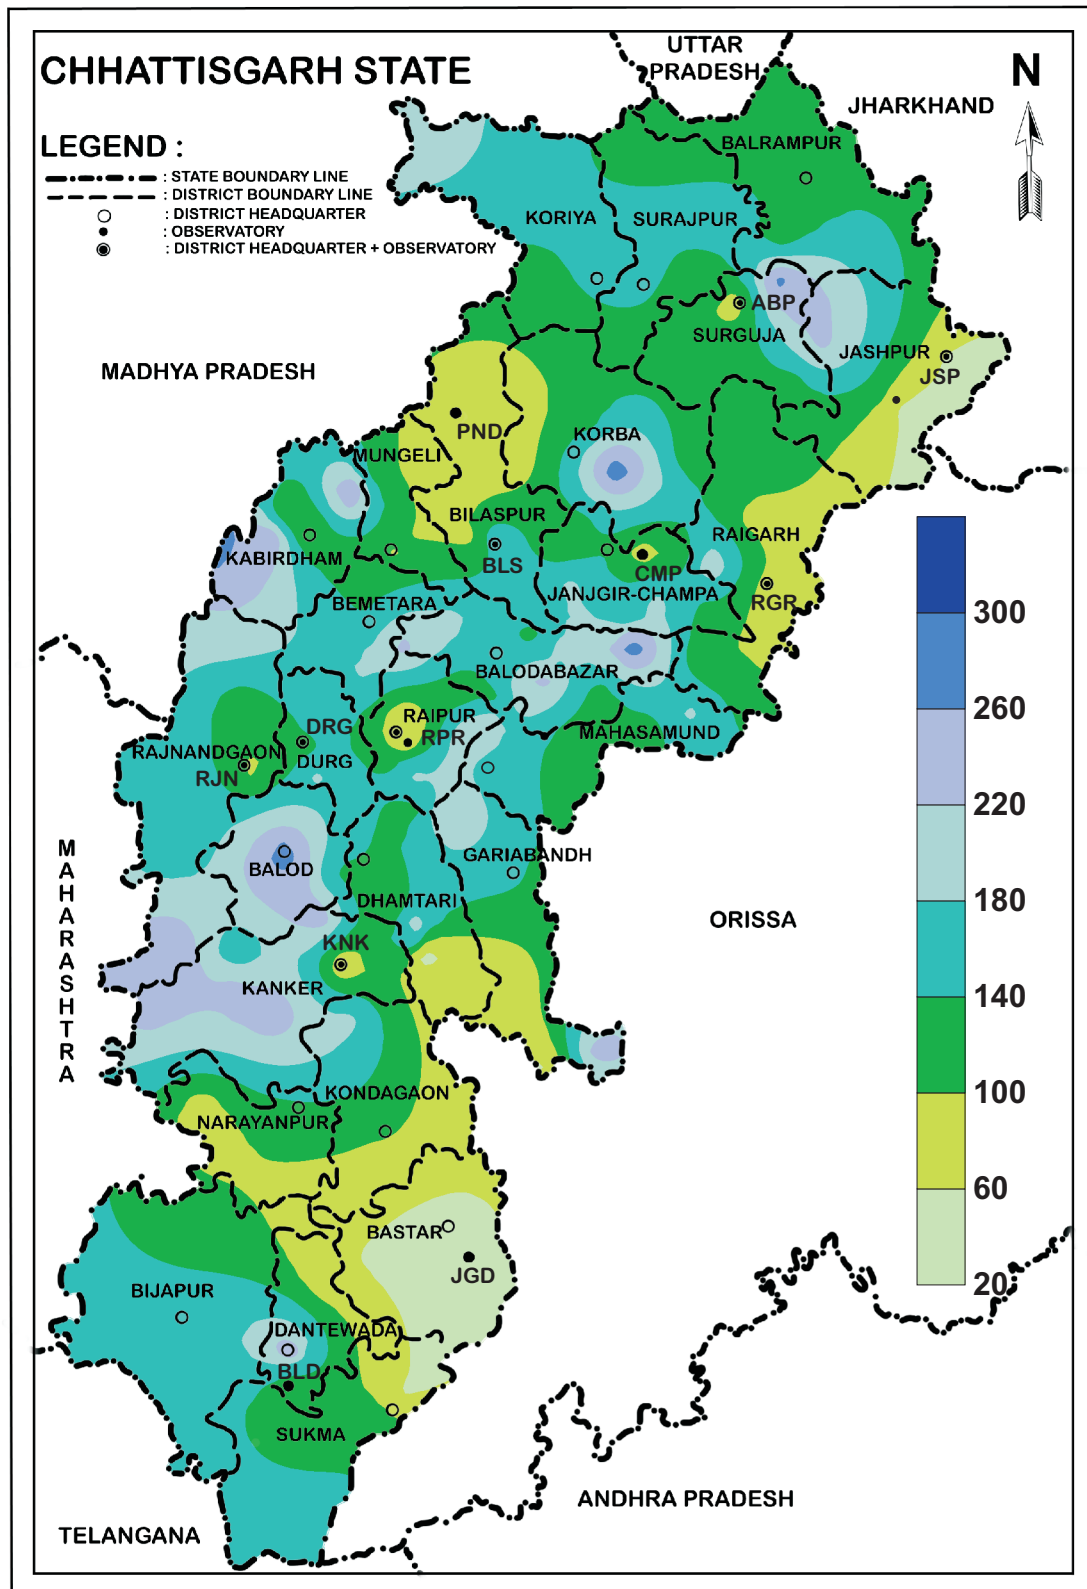 CHHATTISGARH STATE
LEGEND :
: STATE BOUNDARY LINE
: DISTRICT BOUNDARY LINE
: DISTRICT HEADQUARTER
: OBSERVATORY
: DISTRICT HEADQUARTER + OBSERVATORY
UTTAR
PRADESH
N
JHARKHAND
BALRAMPUR
KORIYA
SURAJPUR
ABP
SURGUJA
JASHPUR
JSP
MADHYA PRADESH
PND
KORBA
MUNGELI
BILASPUR
RAIGARH
KABIRDHAM
BLS
CMP
JANJGIR-CHAMPA
RGR
BEMETARA
BALODABAZAR
RAIPUR
RPR
DRG
DURG
MAHASAMUND
RAJNANDGAON
RJN
BALOD
GARIABANDH
DHAMTARI
MAHARASHTRA
ORISSA
KNK
KANKER
KONDAGAON
NARAYANPUR
BASTAR
JGD
BIJAPUR
DANTEWADA
BLD
SUKMA
TELANGANA
ANDHRA PRADESH
300
260
220
180
140
100
60
20